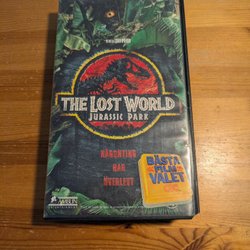 THE LOST WORLD
JURASSIC PARK
NÅGONTING
HAR
ÖVERLEVT
BÄSTA
FILM
VALET